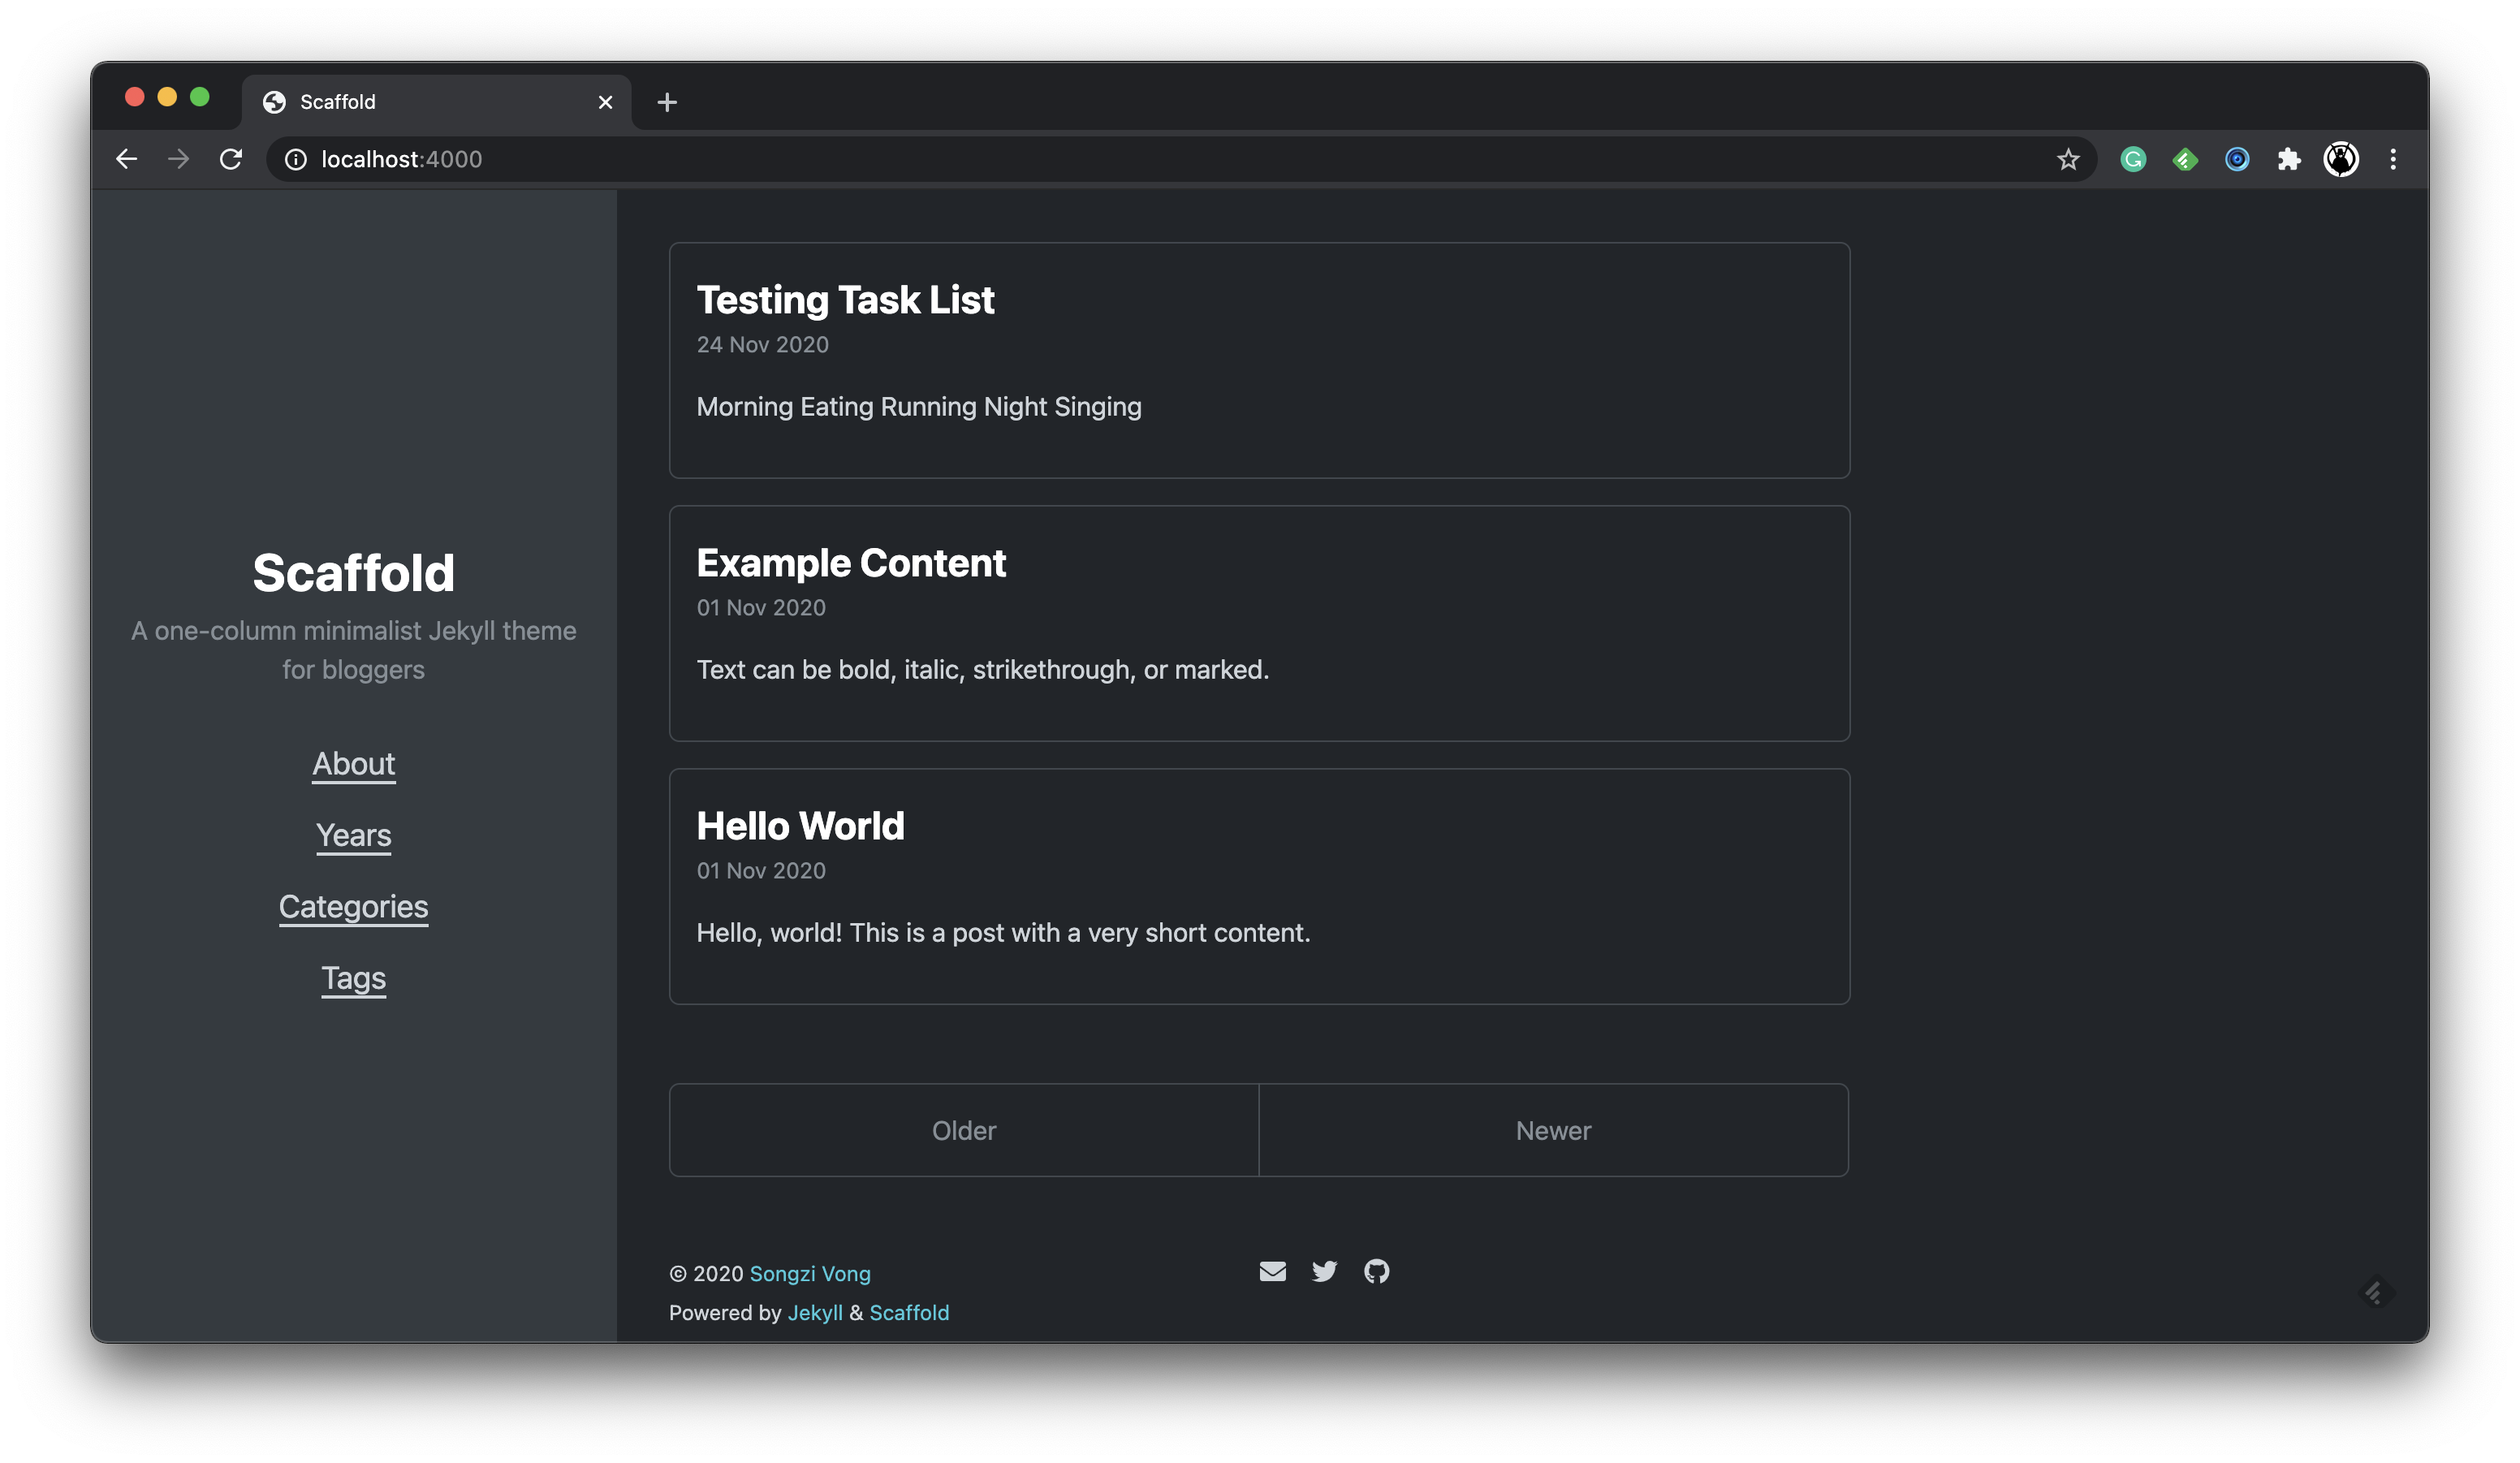 Scaffold
localhost:4000
Scaffold
A one-column minimalist Jekyll theme
for bloggers
About
Years
Categories
Tags
Testing Task List
24 Nov 2020
Morning Eating Running Night Singing
Example Content
01 Nov 2020
Text can be bold, italic, strikethrough, or marked.
Hello World
01 Nov 2020
Hello, world! This is a post with a very short content.
Older
Newer
© 2020 Songzi Vong
Powered by Jekyll & Scaffold